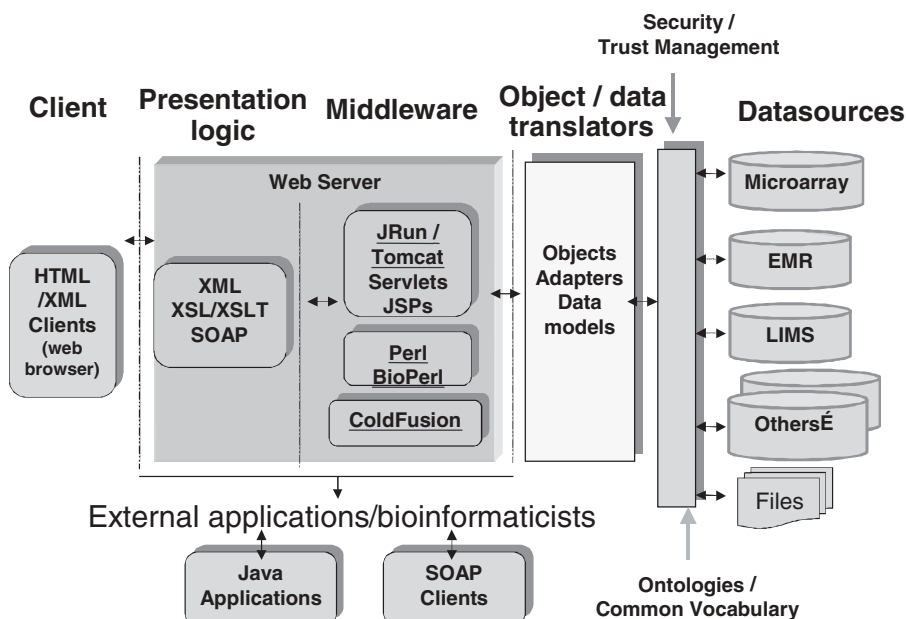 Security /
Trust Management
Client
Presentation
logic
Middleware
Object / data
translators
Datasources
Web Server
HTML
/XML
Clients
(web
browser)
XML
XSL/XSLT
SOAP
JRun /
Tomcat
Servlets
JSPs
Perl
BioPerl
ColdFusion
Objects
Adapters
Data
models
Microarray
EMR
LIMS
OthersÉ
Files
External applications/bioinformaticists
Java
Applications
SOAP
Clients
Ontologies /
Common Vocabulary